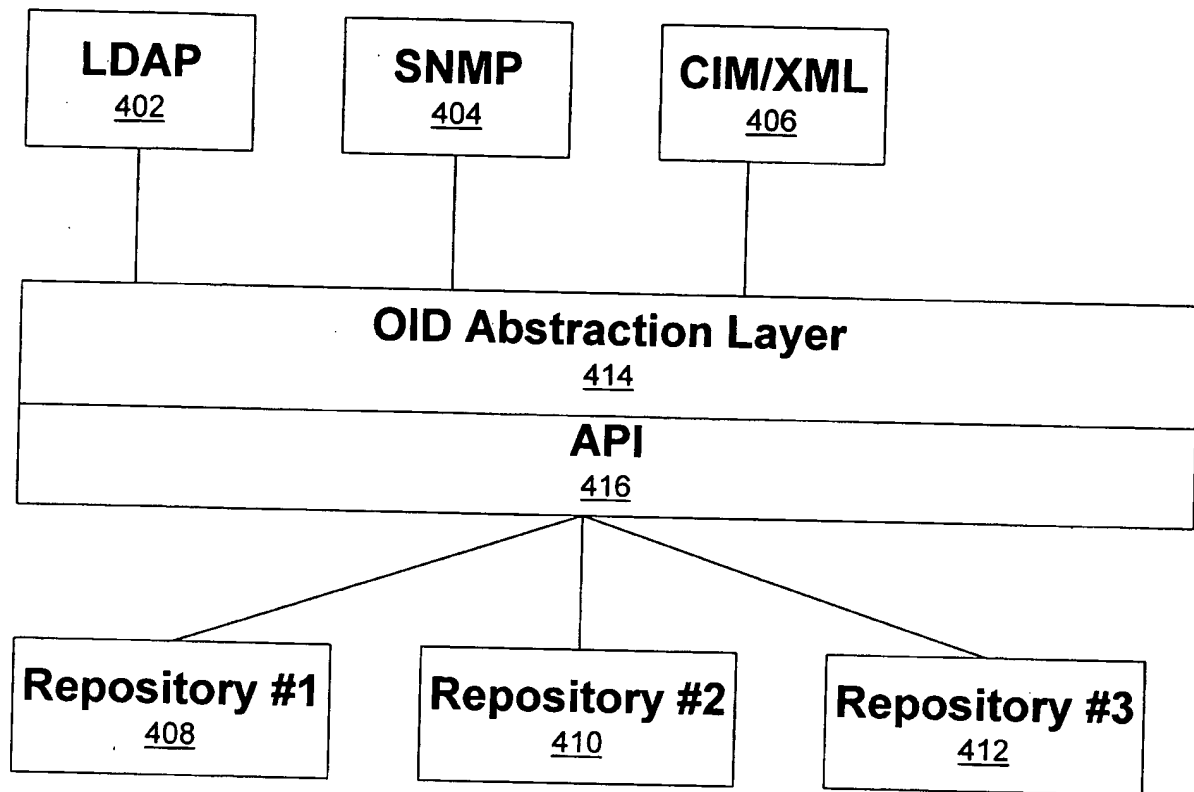 LDAP
402
SNMP
404
CIM/XML
406
OID Abstraction Layer
414
API
416
Repository #1
408
Repository #2
410
Repository #3
412